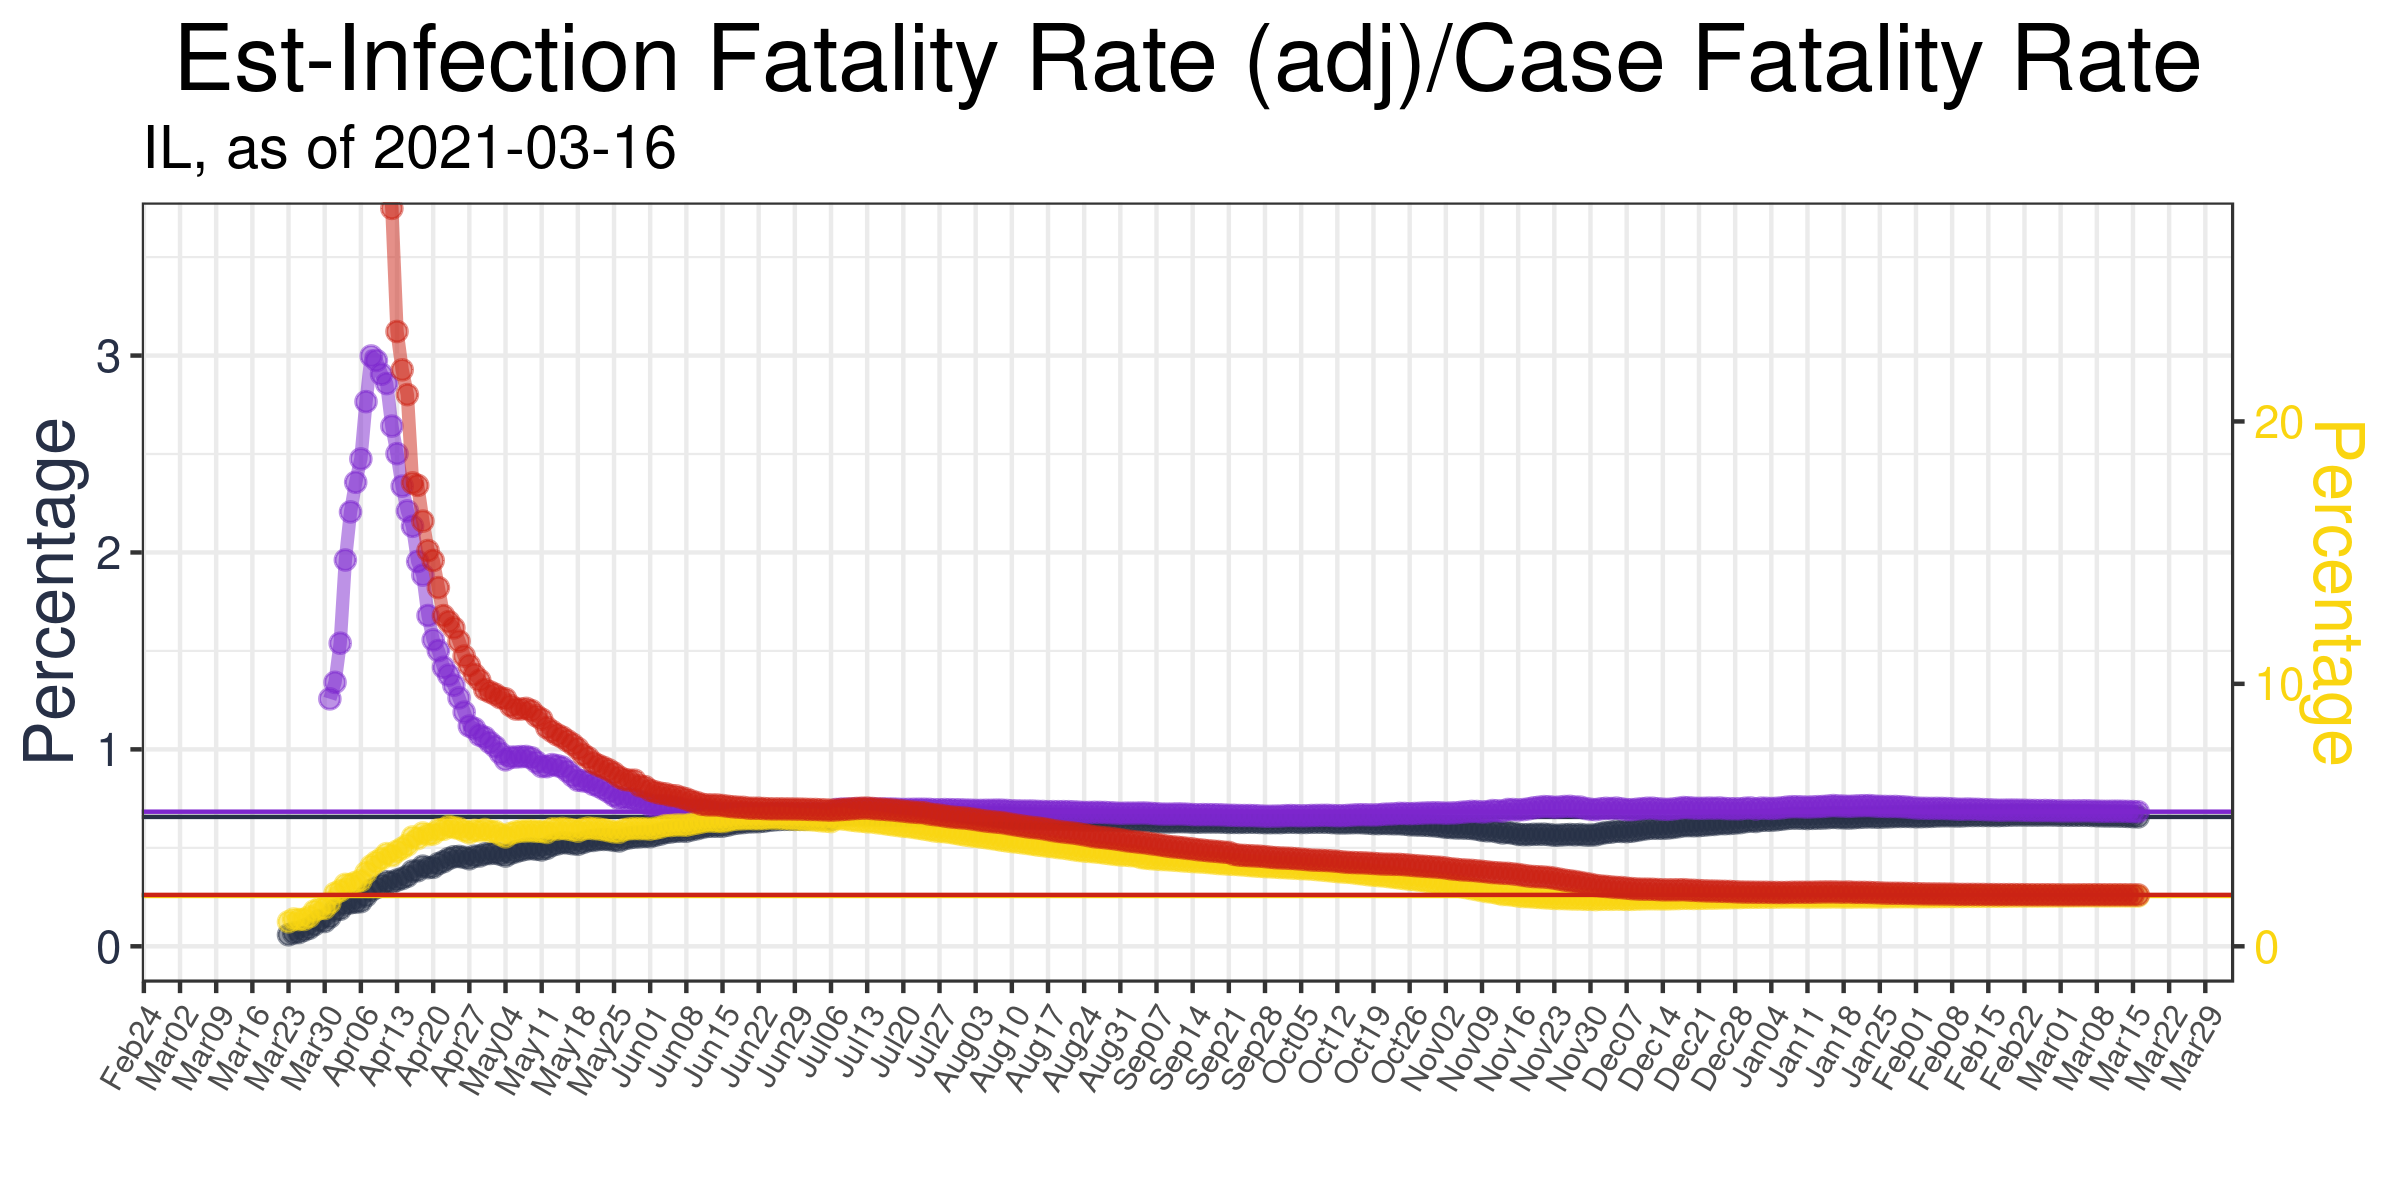 Est-Infection Fatality Rate (adj)/Case Fatality Rate
IL, as of 2021-03-16
Percentage
3
2
1
0
20
10
0
Percentage
Feb24
Mar02
Mar09
Mar16
Mar23
Mar30
Apr06
Apr13
Apr20
Apr27
May04
May11
May18
May25
Jun01
Jun08
Jun15
Jun22
Jun29
Jul06
Jul13
Jul20
Jul27
Aug03
Aug10
Aug17
Aug24
Aug31
Sep07
Sep14
Sep21
Sep28
Oct05
Oct12
Oct19
Oct26
Nov02
Nov09
Nov16
Nov23
Nov30
Dec07
Dec14
Dec21
Dec28
Jan04
Jan11
Jan18
Jan25
Feb01
Feb08
Feb15
Feb22
Mar01
Mar08
Mar15
Mar22
Mar29